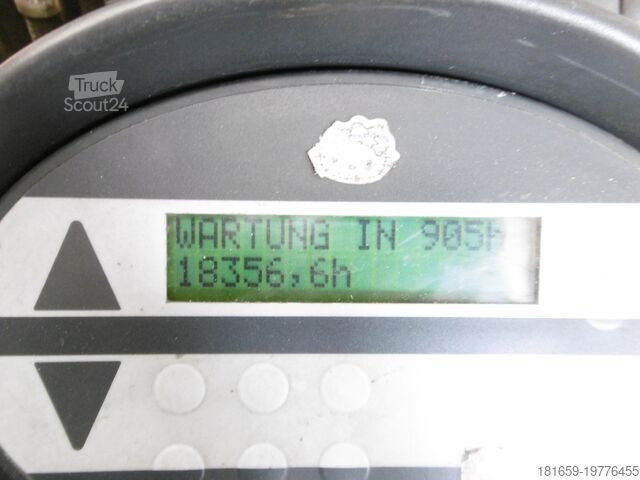 Truck
Scout24
WARTUNG IN 905h
18356,6h
181659-19776455